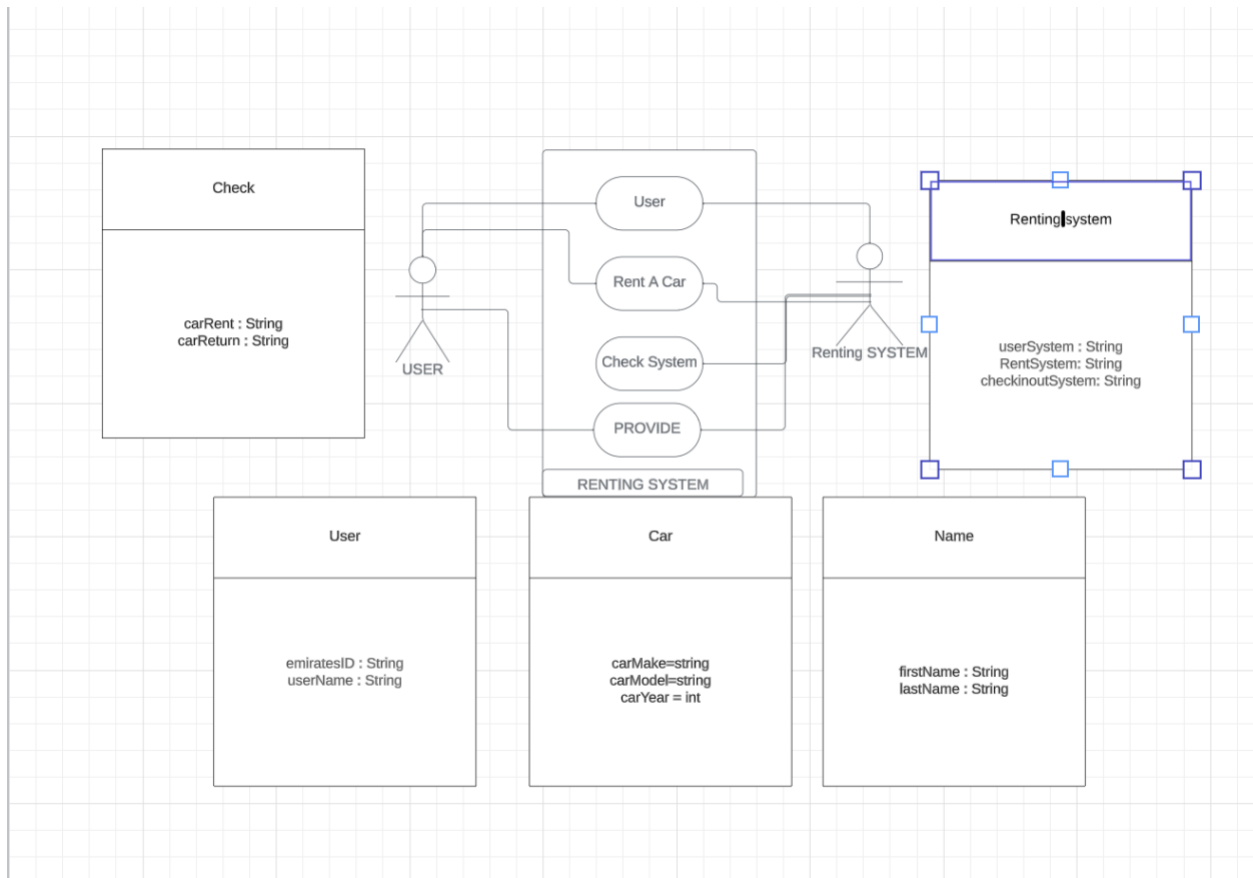 Check
carRent : String
carReturn : String
USER
User
Rent A Car
Check System
PROVIDE
RENTING SYSTEM
Renting SYSTEM
Renting system
userSystem : String
RentSystem: String
checkinoutSystem: String
User
emiratesID : String
userName : String
Car
carMake=string
carModel=string
carYear = int
Name
firstName : String
lastName : String